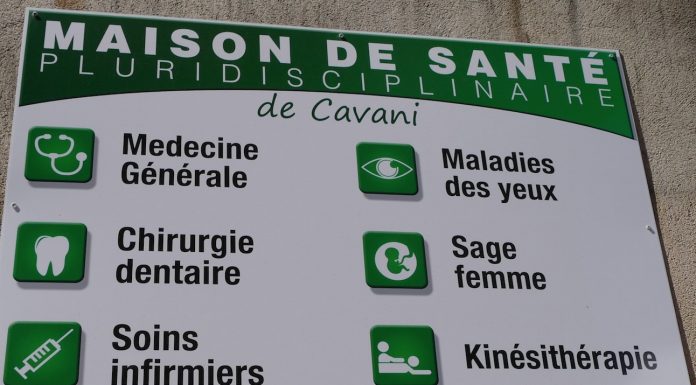 MAISON DE SANTÉ
PLURIDISCIPLINAIRE
de Cavani
Medecine
Générale
Maladies
des yeux
Chirurgie
dentaire
Sage
femme
Soins
infirmiers
Kinésithérapie